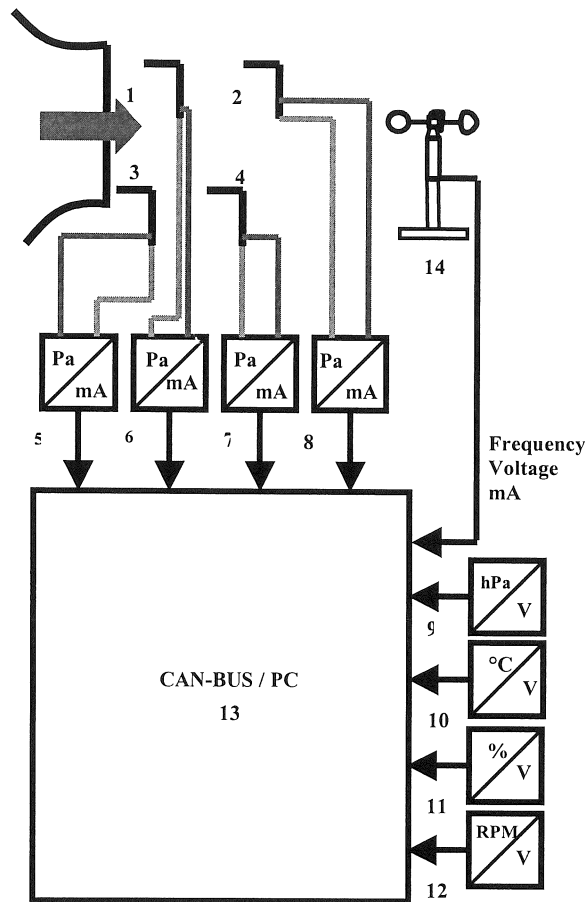 1
2
3
4
14
Pa
mA
Pa
mA
Pa
mA
Pa
mA
5
6
7
8
Frequency
Voltage
mA
hPa
V
9
°C
V
10
%
V
11
RPM
V
12
CAN-BUS / PC
13